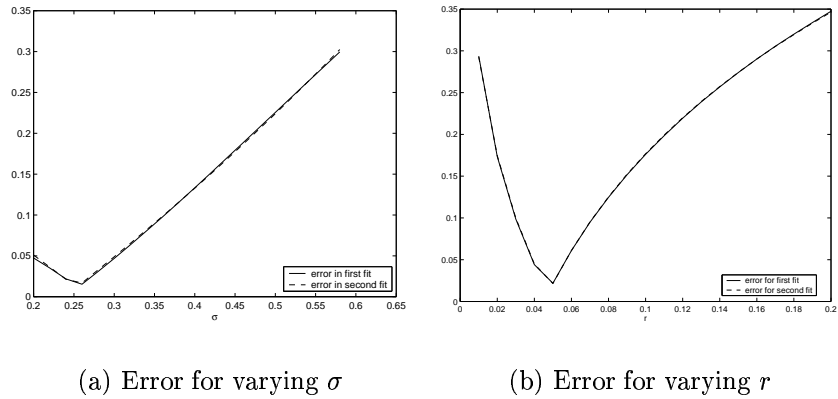 0.35
0.3
0.25
0.2
0.15
0.1
0.05
0
0.2 0.25 0.3 0.35 0.4 0.45 0.5 0.55 0.6 0.65
σ
error in first fit
error in second fit
0.35
0.3
0.25
0.2
0.15
0.1
0.05
0
0 0.02 0.04 0.06 0.08 0.1 0.12 0.14 0.16 0.18 0.2
r
error for first fit
error for second fit
(a) Error for varying σ
(b) Error for varying r